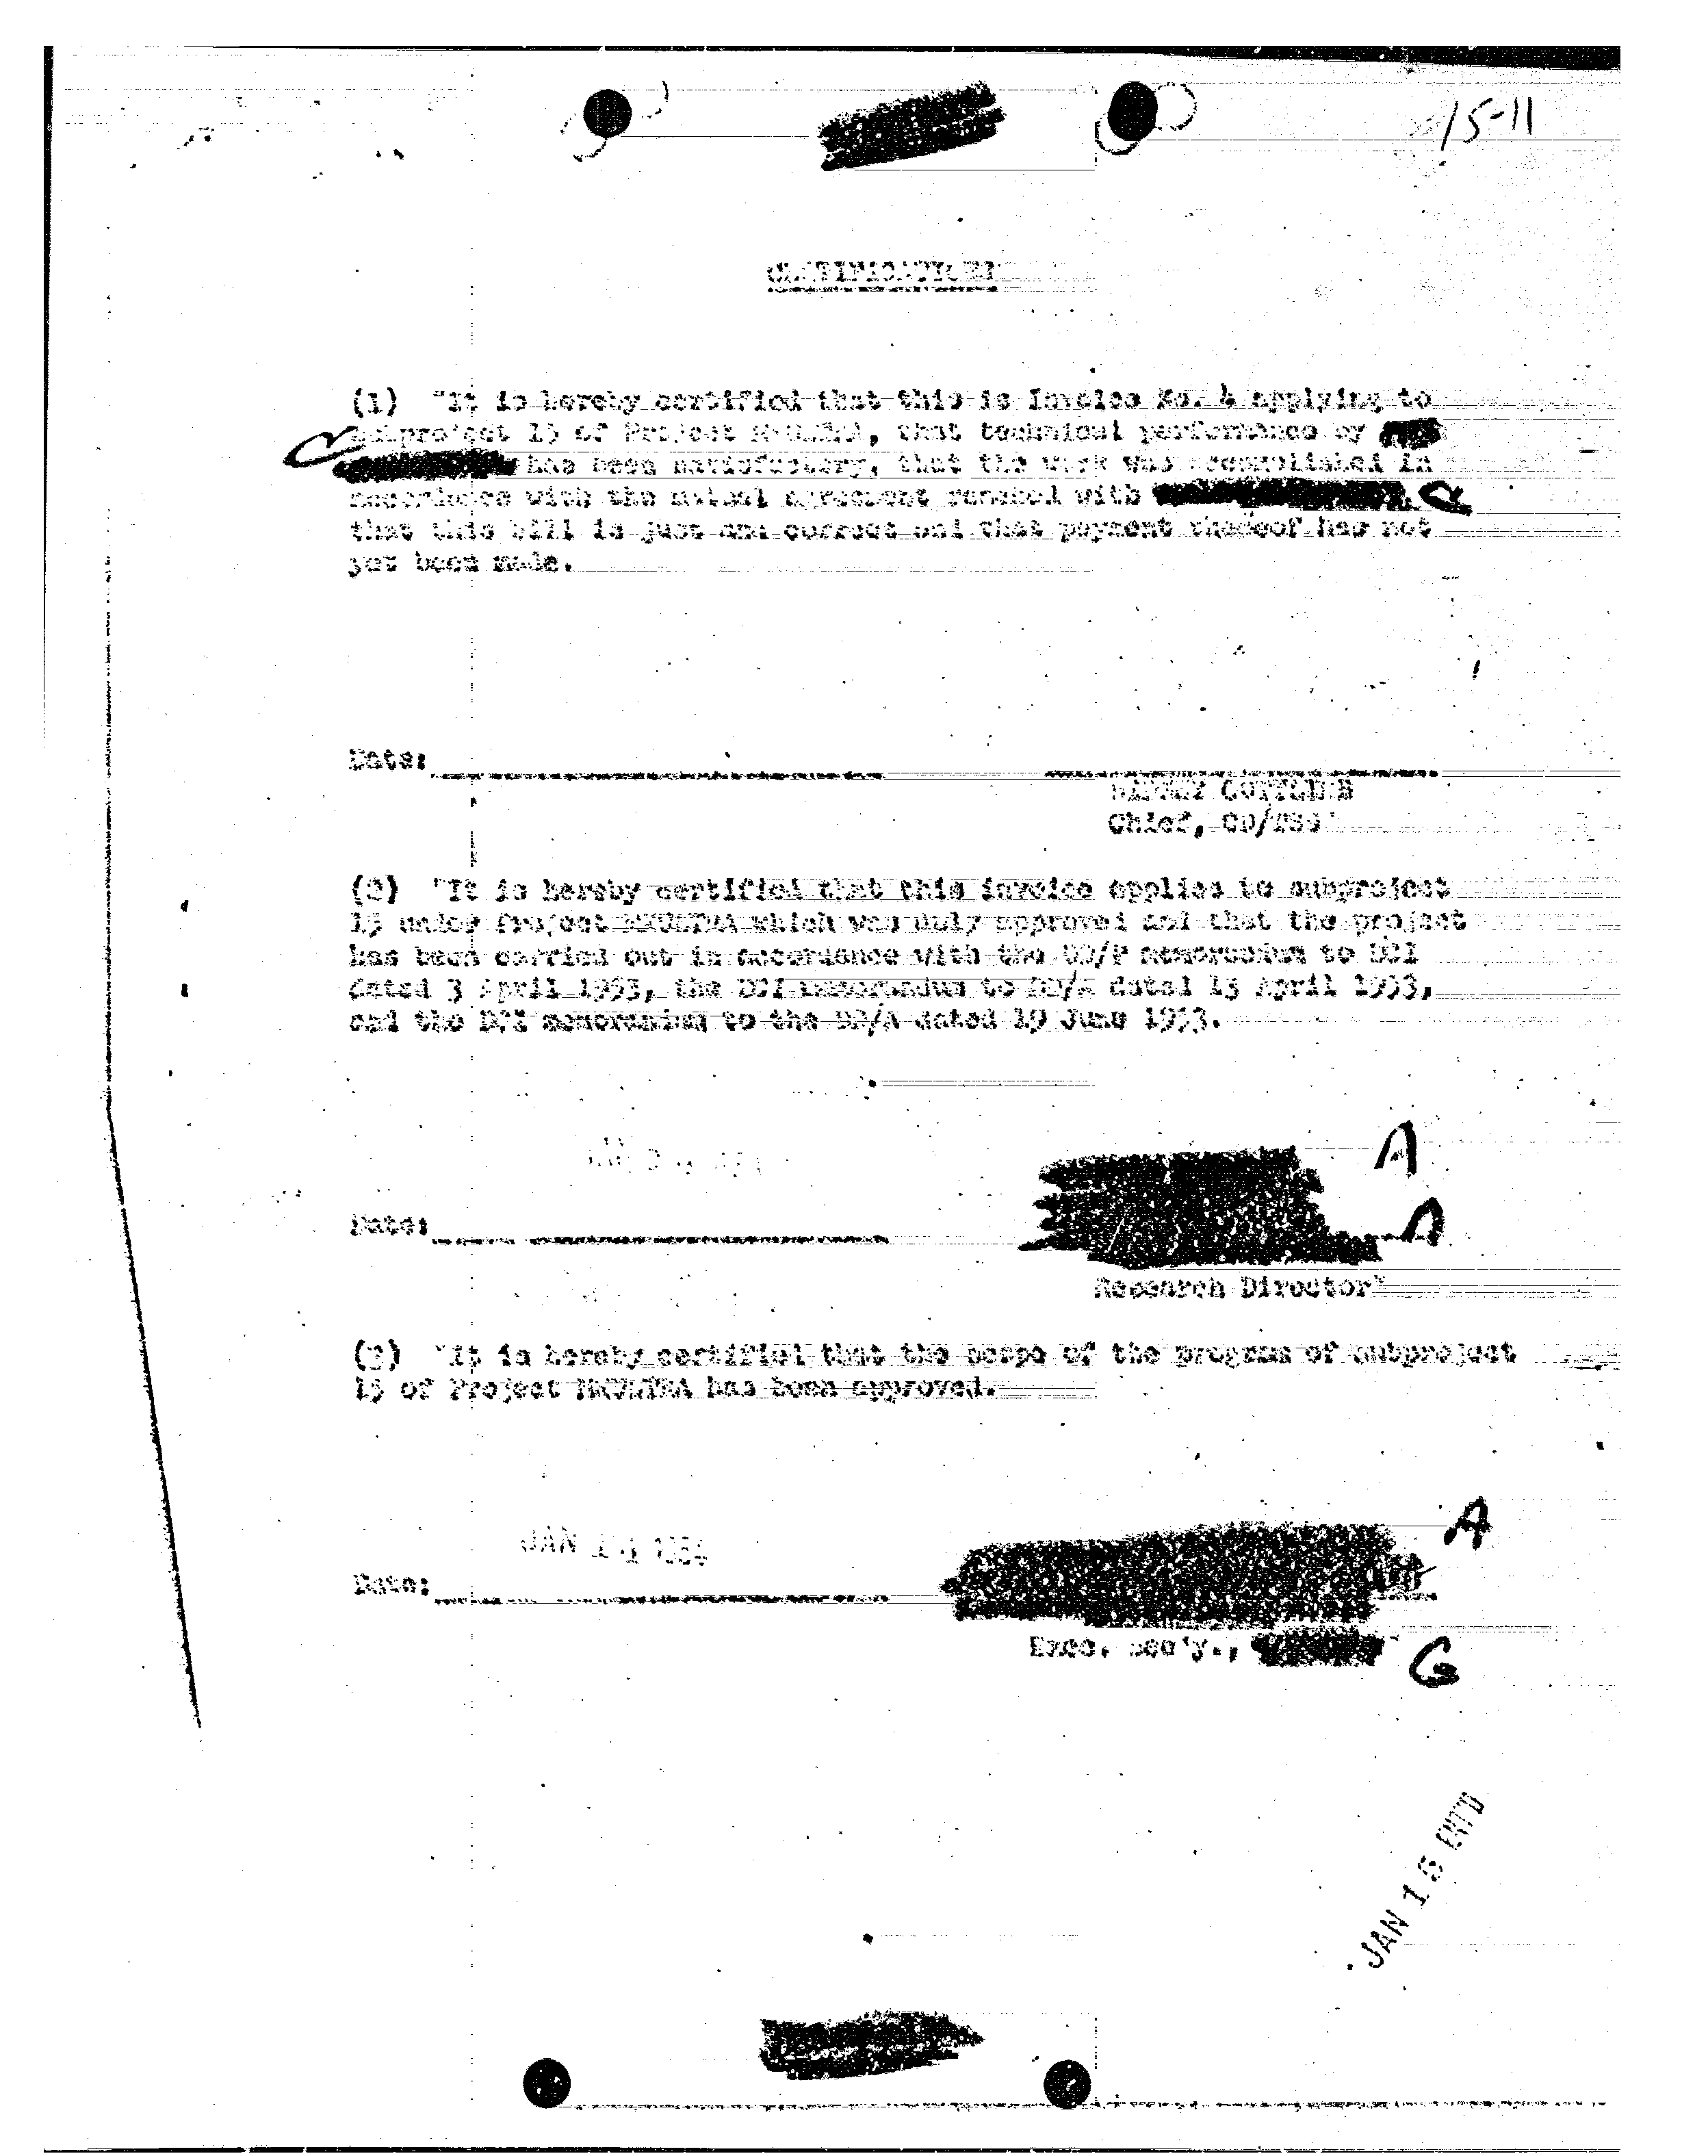 15-11
CERTIFICATIONS
(1) "It is hereby certified that this is Invoice No. 4 applying to
subproject 15 of Project MKULTRA, that technical performance by
has been satisfactory, that the work was accomplished in
accordance with the mutual agreement reached with
that this bill is just and correct and that payment thereof has not
yet been made.
Date:
SIDNEY GOTTLIEB
Chief, CD/TSS
(2) "It is hereby certified that this invoice applies to subproject
15 under Project MKULTRA which was duly approved and that the project
has been carried out in accordance with the DD/P memorandum to DCI
dated 3 April 1953, the DCI memorandum to DD/A dated 13 April 1953,
and the DCI memorandum to the DD/A dated 19 June 1953.
A
Date:
Research Director"
(3) "It is hereby certified that the scope of the program of subproject
15 of Project MKULTRA has been approved.
A
JAN 14 1954
Date:
Exec. Sec'y.,
G
JAN 15 ENT'D